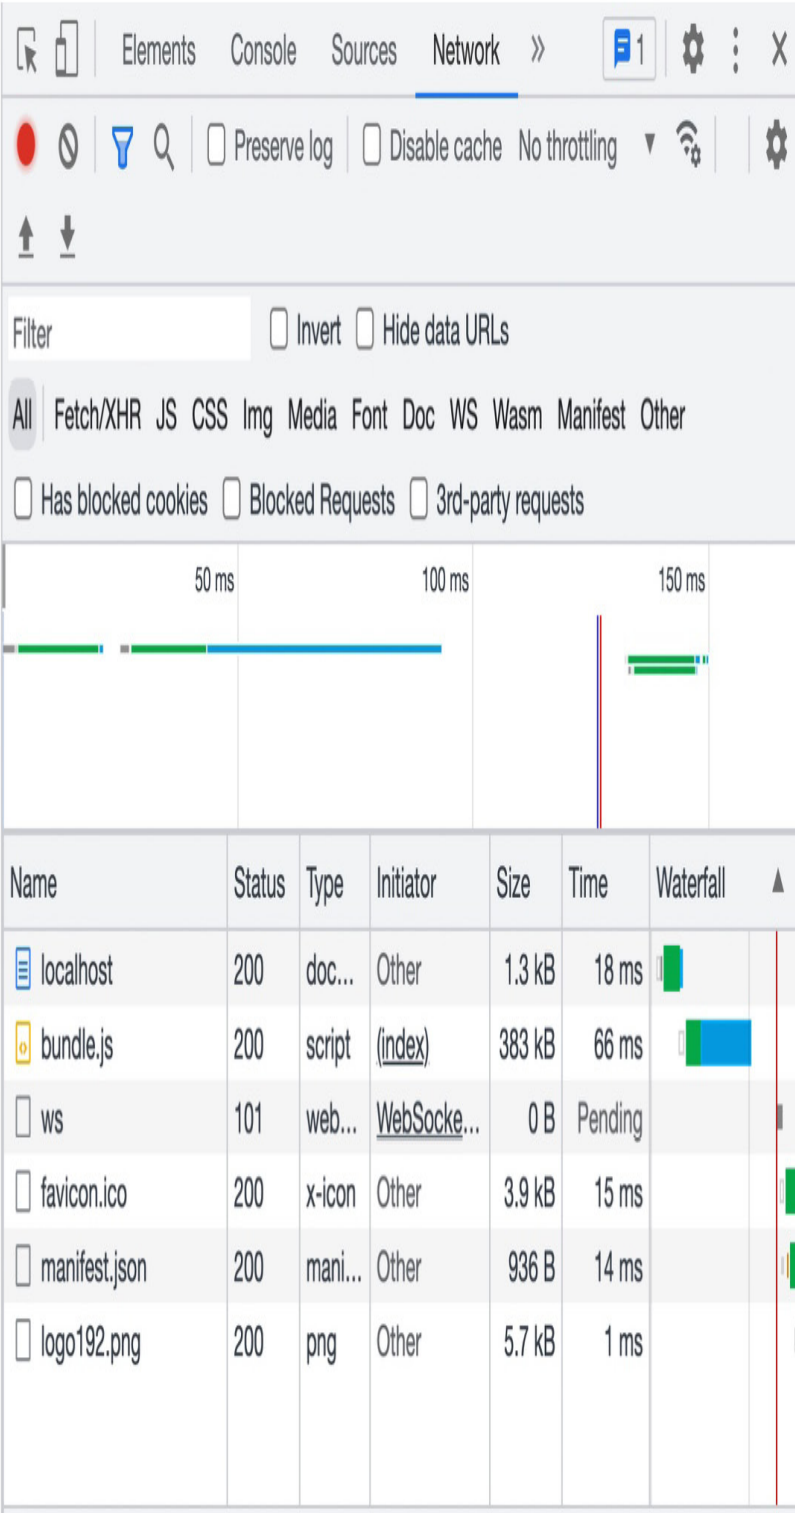 Elements Console Sources Network » 1
Preserve log Disable cache No throttling
Filter Invert Hide data URLs
All Fetch/XHR JS CSS Img Media Font Doc WS Wasm Manifest Other
Has blocked cookies Blocked Requests 3rd-party requests
50 ms 100 ms 150 ms
Name Status Type Initiator Size Time Waterfall
localhost 200 doc... Other 1.3 kB 18 ms
bundle.js 200 script (index) 383 kB 66 ms
ws 101 web... WebSocke... 0 B Pending
favicon.ico 200 x-icon Other 3.9 kB 15 ms
manifest.json 200 mani... Other 936 B 14 ms
logo192.png 200 png Other 5.7 kB 1 ms